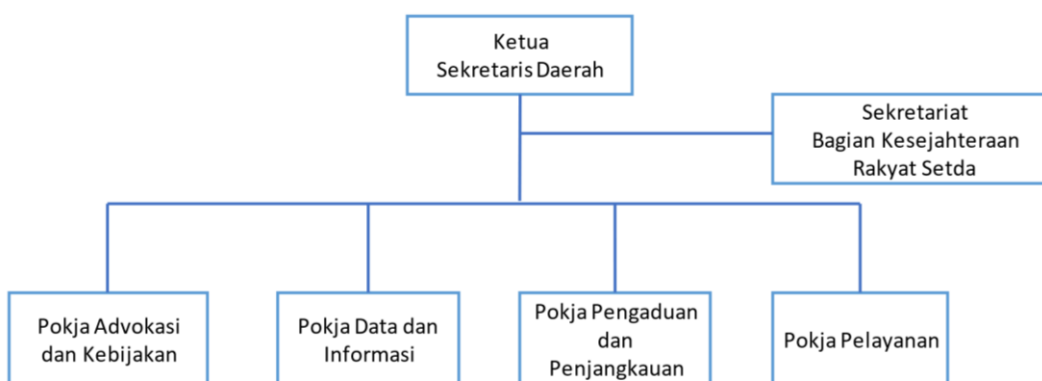 Ketua
Sekretaris Daerah
Sekretariat
Bagian Kesejahteraan
Rakyat Setda
Pokja Advokasi
dan Kebijakan
Pokja Data dan
Informasi
Pokja Pengaduan
dan
Penjangkauan
Pokja Pelayanan